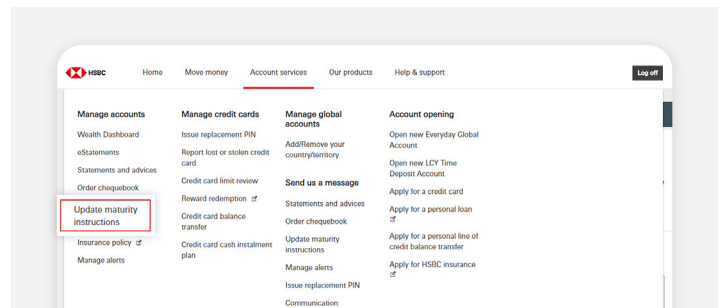 HSBC
Home
Move money
Account services
Our products
Help & support
Log off
Manage accounts
Wealth Dashboard
eStatements
Statements and advices
Order chequebook
Update maturity
instructions
Insurance policy
Manage alerts
Manage credit cards
Issue replacement PIN
Report lost or stolen credit
card
Credit card limit review
Reward redemption
Credit card balance
transfer
Credit card cash instalment
plan
Manage global
accounts
Add/Remove your
country/territory
Send us a message
Statements and advices
Order chequebook
Update maturity
instructions
Manage alerts
Issue replacement PIN
Communication
Account opening
Open new Everyday Global
Account
Open new LCY Time
Deposit Account
Apply for a credit card
Apply for a personal loan
Apply for a personal line of
credit balance transfer
Apply for HSBC insurance